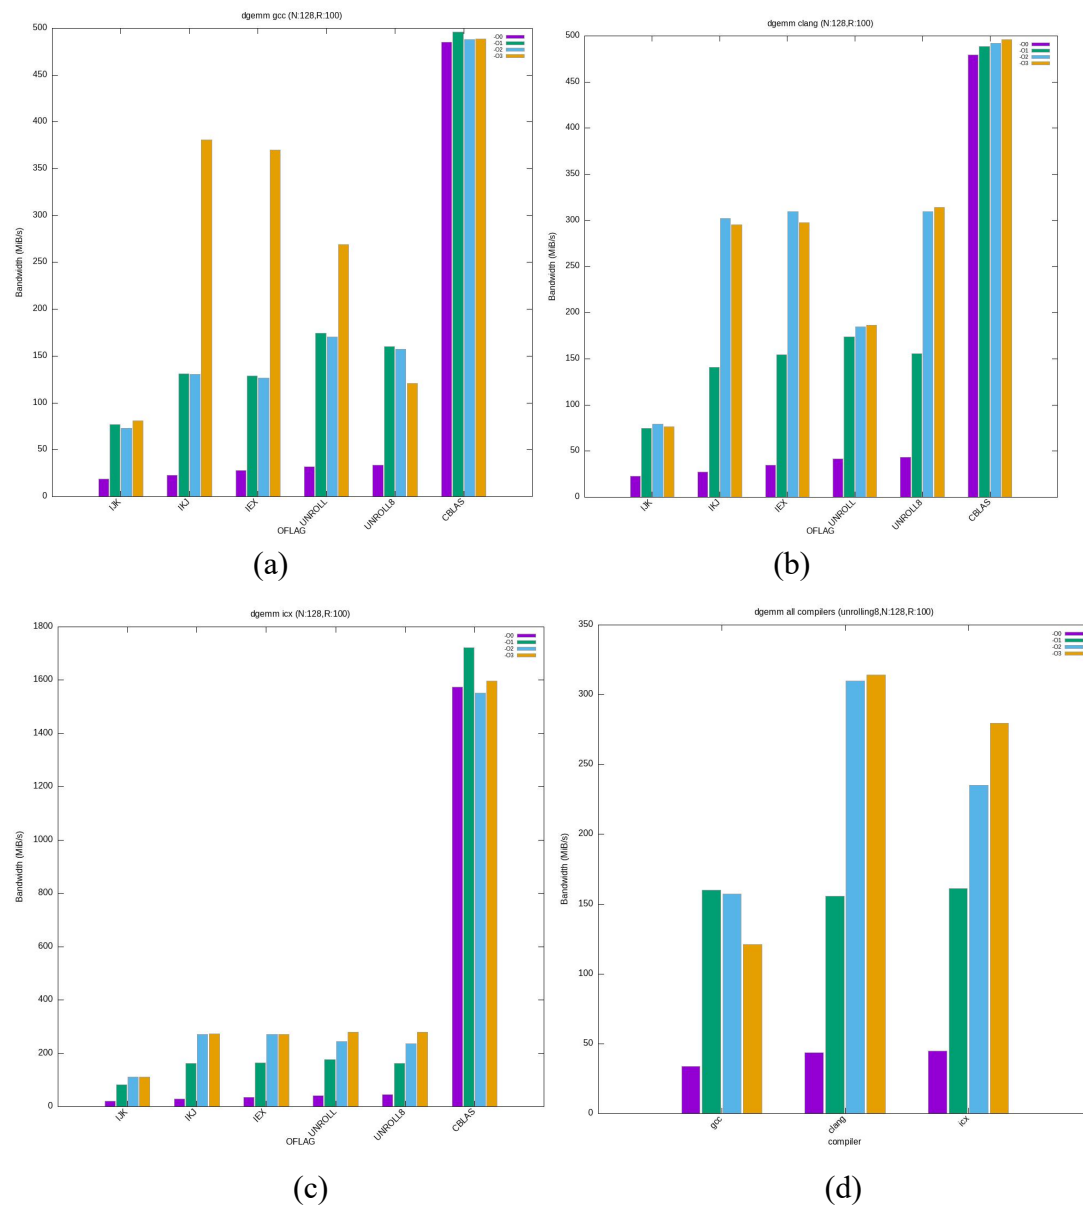 dgemm gcc (N:128,R:100)
-O0
-O1
-O2
-O3
500
450
400
350
300
250
200
150
100
50
0
Bandwidth (MiB/s)
IJK
IKJ
IEX
UNROLL
UNROLL8
CBLAS
OFLAG
(a)
dgemm clang (N:128,R:100)
-O0
-O1
-O2
-O3
500
450
400
350
300
250
200
150
100
50
0
Bandwidth (MiB/s)
IJK
IKJ
IEX
UNROLL
UNROLL8
CBLAS
OFLAG
(b)
dgemm icx (N:128,R:100)
-O0
-O1
-O2
-O3
1800
1600
1400
1200
1000
800
600
400
200
0
Bandwidth (MiB/s)
IJK
IKJ
IEX
UNROLL
UNROLL8
CBLAS
OFLAG
(c)
dgemm all compilers (unrolling8,N:128,R:100)
-O0
-O1
-O2
-O3
350
300
250
200
150
100
50
0
Bandwidth (MiB/s)
gcc
clang
icx
compiler
(d)